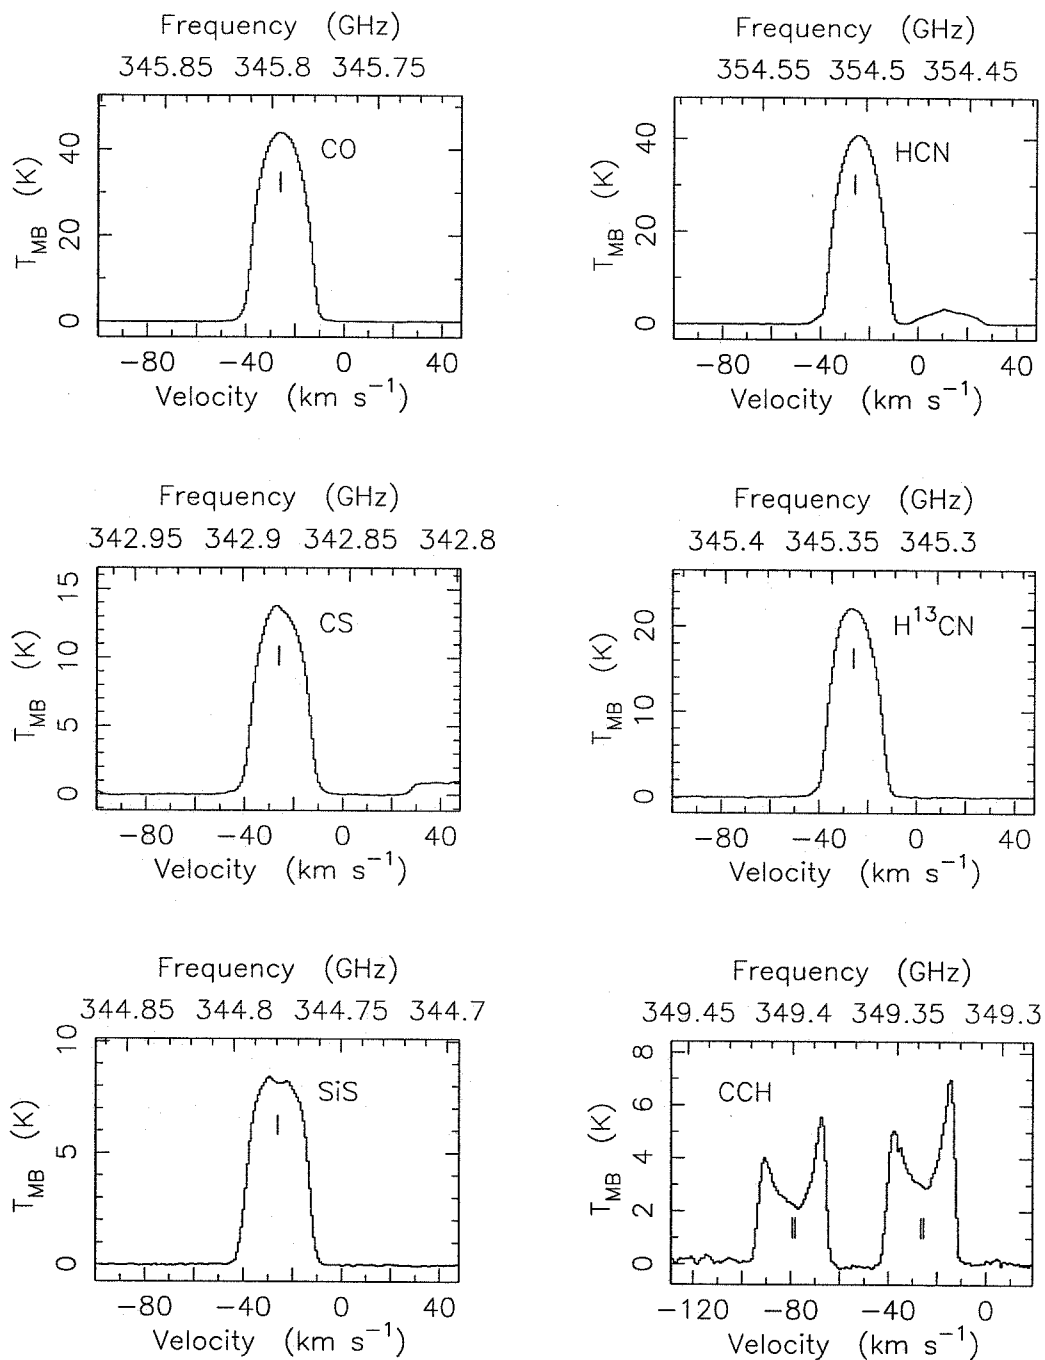 Frequency (GHz)
345.85 345.8 345.75
40
20
0
T_MB (K)
CO
−80 −40 0 40
Velocity (km s⁻¹)
Frequency (GHz)
354.55 354.5 354.45
40
20
0
T_MB (K)
HCN
−80 −40 0 40
Velocity (km s⁻¹)
Frequency (GHz)
342.95 342.9 342.85 342.8
15
10
5
0
T_MB (K)
CS
−80 −40 0 40
Velocity (km s⁻¹)
Frequency (GHz)
345.4 345.35 345.3
20
10
0
T_MB (K)
H¹³CN
−80 −40 0 40
Velocity (km s⁻¹)
Frequency (GHz)
344.85 344.8 344.75 344.7
10
5
0
T_MB (K)
SiS
−80 −40 0 40
Velocity (km s⁻¹)
Frequency (GHz)
349.45 349.4 349.35 349.3
8
6
4
2
0
T_MB (K)
CCH
−120 −80 −40 0
Velocity (km s⁻¹)